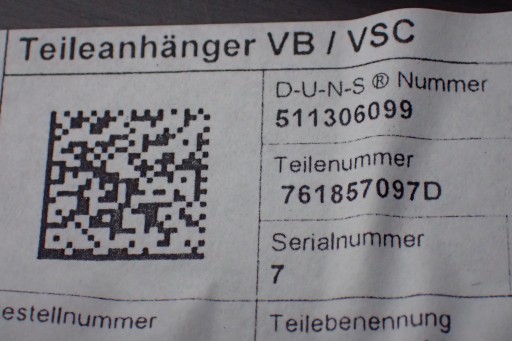 Teileanhänger VB / VSC
D-U-N-S ® Nummer
511306099
Teilenummer
761857097D
Serialnummer
7
estellnummer
Teilebenennung